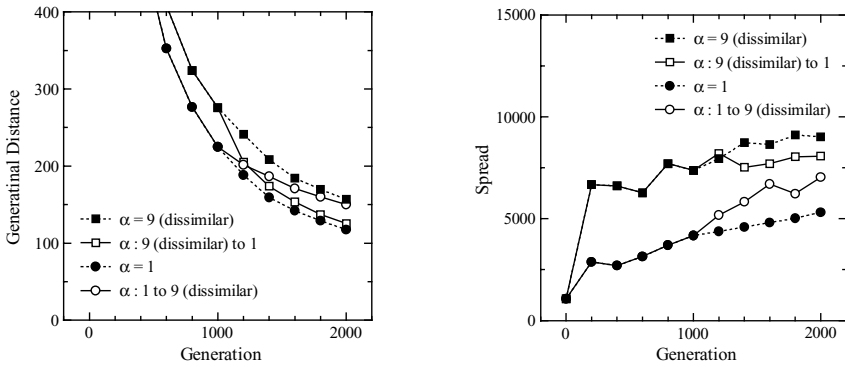 400
300
200
100
0
Generatinal Distance
α = 9 (dissimilar)
α : 9 (dissimilar) to 1
α = 1
α : 1 to 9 (dissimilar)
0 1000 2000
Generation
15000
10000
5000
0
Spread
α = 9 (dissimilar)
α : 9 (dissimilar) to 1
α = 1
α : 1 to 9 (dissimilar)
0 1000 2000
Generation